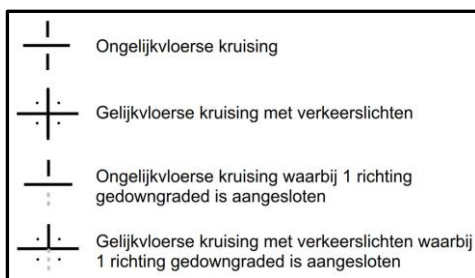 Ongelijkvloerse kruising
Gelijkvloerse kruising met verkeerslichten
Ongelijkvloerse kruising waarbij 1 richting
gedowngraded is aangesloten
Gelijkvloerse kruising met verkeerslichten waarbij
1 richting gedowngraded is aangesloten